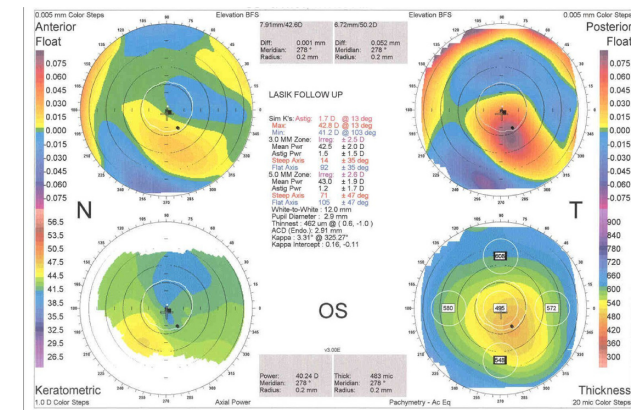 0.005 mm Color Steps
Elevation BFS
7.91mm/42.6D
6.72mm/50.2D
Elevation BFS
0.005 mm Color Steps
Anterior
Float
Diff: 0.001 mm
Meridian: 278 °
Radius: 0.2 mm
Diff: 0.052 mm
Meridian: 278 °
Radius: 0.2 mm
Posterior
Float
0.075
0.060
0.045
0.030
0.015
0.000
-0.015
-0.030
-0.045
-0.060
-0.075
LASIK FOLLOW UP
Sim K's: Astig: 1.7 D @ 13 deg
Max: 42.8 D @ 13 deg
Min: 41.2 D @ 103 deg
3.0 MM Zone: Irreg: ± 2.5 D
Mean Pwr 42.5 ± 2.0 D
Astig Pwr 1.5 ± 1.5 D
Steep Axis 14 ± 35 deg
Flat Axis 92 ± 35 deg
5.0 MM Zone: Irreg: ± 2.6 D
Mean Pwr 43.0 ± 1.9 D
Astig Pwr 1.2 ± 1.7 D
Steep Axis 71 ± 47 deg
Flat Axis 105 ± 47 deg
White-to-White : 12.0 mm
Pupil Diameter : 2.9 mm
Thinnest : 462 um @ ( 0.6, -1.0 )
ACD (Endo.): 2.91 mm
Kappa : 3.31° @ 325.27°
Kappa Intercept : 0.16, -0.11
0.075
0.060
0.045
0.030
0.015
0.000
-0.015
-0.030
-0.045
-0.060
-0.075
N
T
56.5
53.5
50.5
47.5
44.5
41.5
38.5
35.5
32.5
29.5
26.5
OS
580
495
572
900
840
780
720
660
600
540
480
420
360
300
v3.00E
Power: 40.24 D
Meridian: 278 °
Radius: 0.2 mm
Thick: 483 mic
Meridian: 278 °
Radius: 0.2 mm
Keratometric
1.0 D Color Steps
Axial Power
Pachymetry - Ac Eq
Thickness
20 mic Color Steps